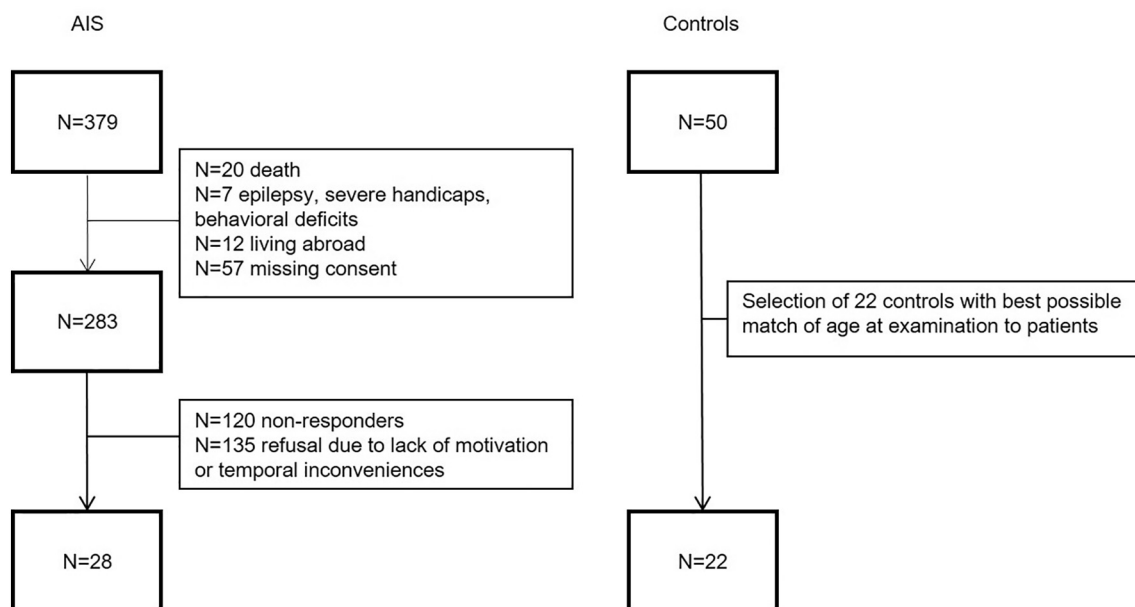 AIS
N=379
N=20 death
N=7 epilepsy, severe handicaps,
behavioral deficits
N=12 living abroad
N=57 missing consent
N=283
N=120 non-responders
N=135 refusal due to lack of motivation
or temporal inconveniences
N=28
Controls
N=50
Selection of 22 controls with best possible
match of age at examination to patients
N=22